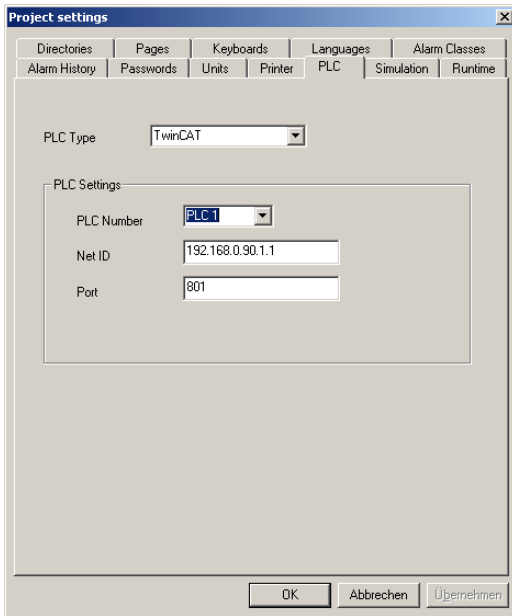 Project settings
Directories Pages Keyboards Languages Alarm Classes
Alarm History Passwords Units Printer PLC Simulation Runtime
PLC Type TwinCAT
PLC Settings
PLC Number PLC 1
Net ID 192.168.0.90.1.1
Port 801
OK Abbrechen Übernehmen